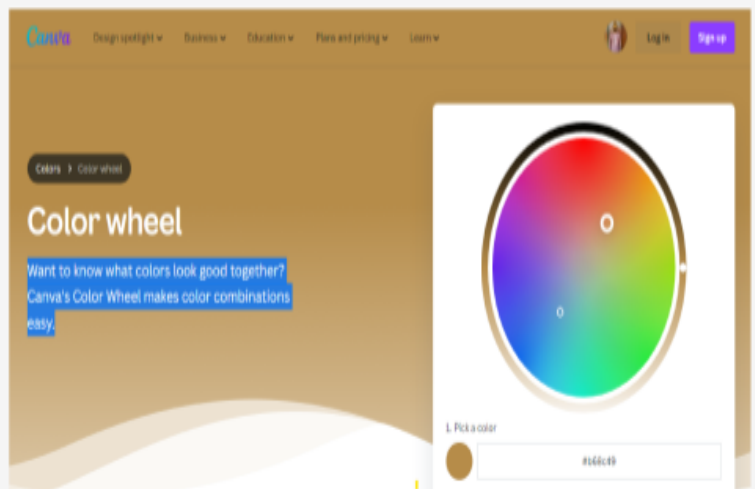 Canva
Design spotlight
Business
Education
Plans and pricing
Learn
Log in
Sign up
Colors > Color wheel
Color wheel
Want to know what colors look good together?
Canva's Color Wheel makes color combinations
easy.
1. Pick a color